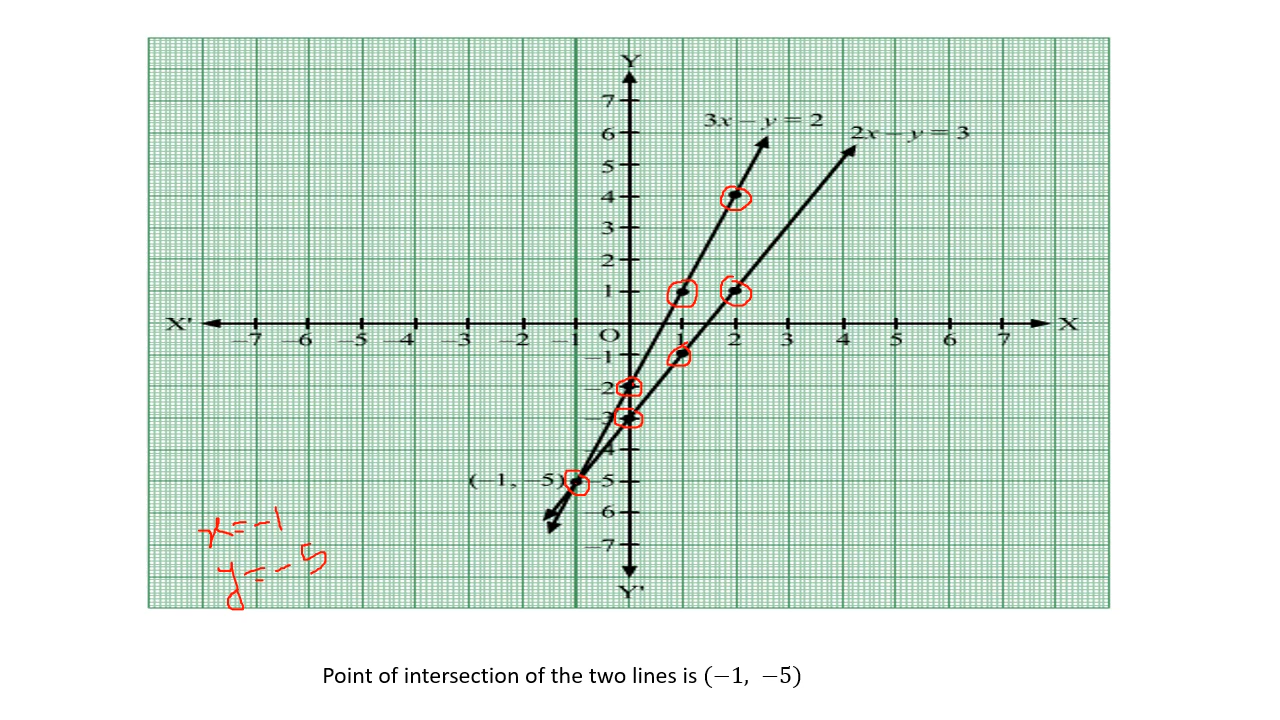 Y
7
3x − y = 2
6
2x − y = 3
5
4
3
2
1
X' −7 −6 −5 −4 −3 −2 −1 O 1 2 3 4 5 6 7 X
−1
−2
−3
−4
(−1, −5) −5
−6
−7
Y'
x = −1
y = −5
Point of intersection of the two lines is (−1, −5)